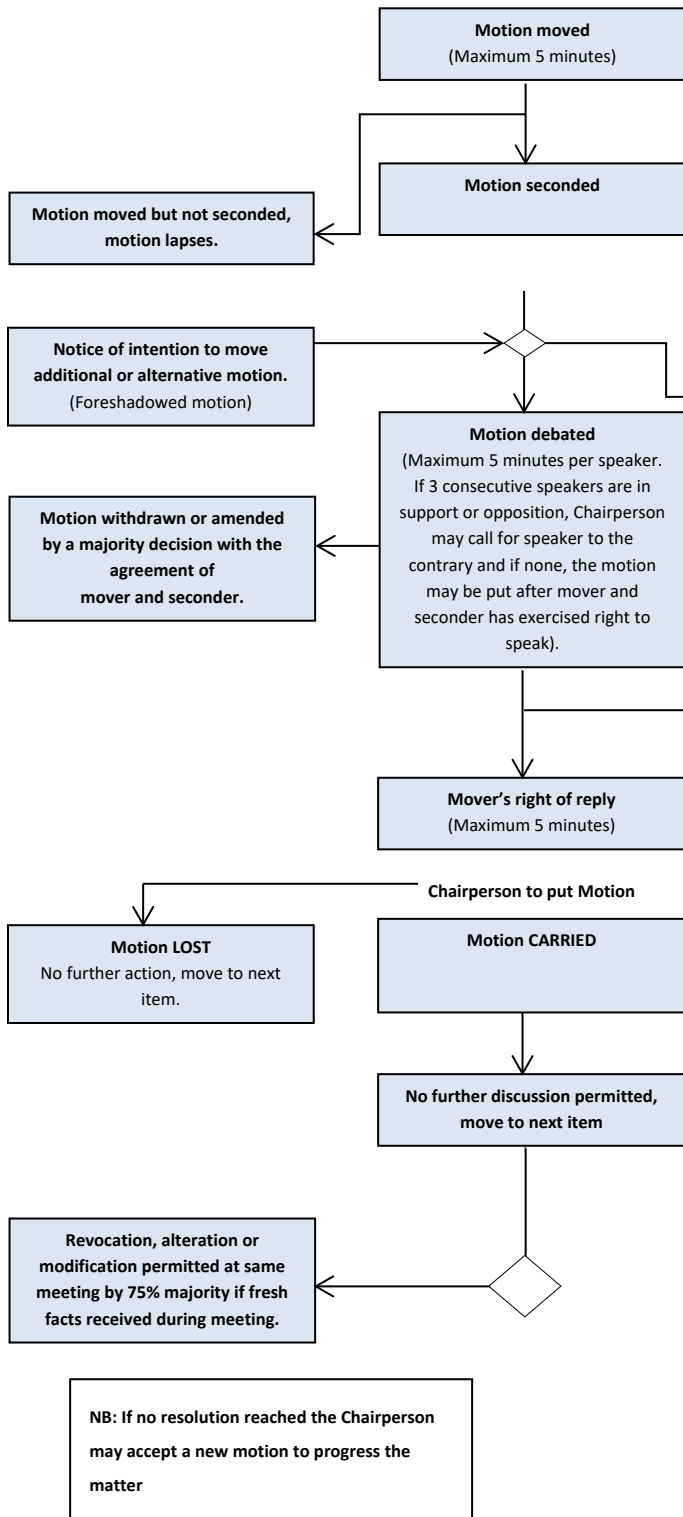 Motion moved
(Maximum 5 minutes)
Motion seconded
Motion moved but not seconded,
motion lapses.
Notice of intention to move
additional or alternative motion.
(Foreshadowed motion)
Motion debated
(Maximum 5 minutes per speaker.
If 3 consecutive speakers are in
support or opposition, Chairperson
may call for speaker to the
contrary and if none, the motion
may be put after mover and
seconder has exercised right to
speak).
Motion withdrawn or amended
by a majority decision with the
agreement of
mover and seconder.
Mover’s right of reply
(Maximum 5 minutes)
Chairperson to put Motion
Motion LOST
No further action, move to next
item.
Motion CARRIED
No further discussion permitted,
move to next item
Revocation, alteration or
modification permitted at same
meeting by 75% majority if fresh
facts received during meeting.
NB: If no resolution reached the Chairperson
may accept a new motion to progress the
matter